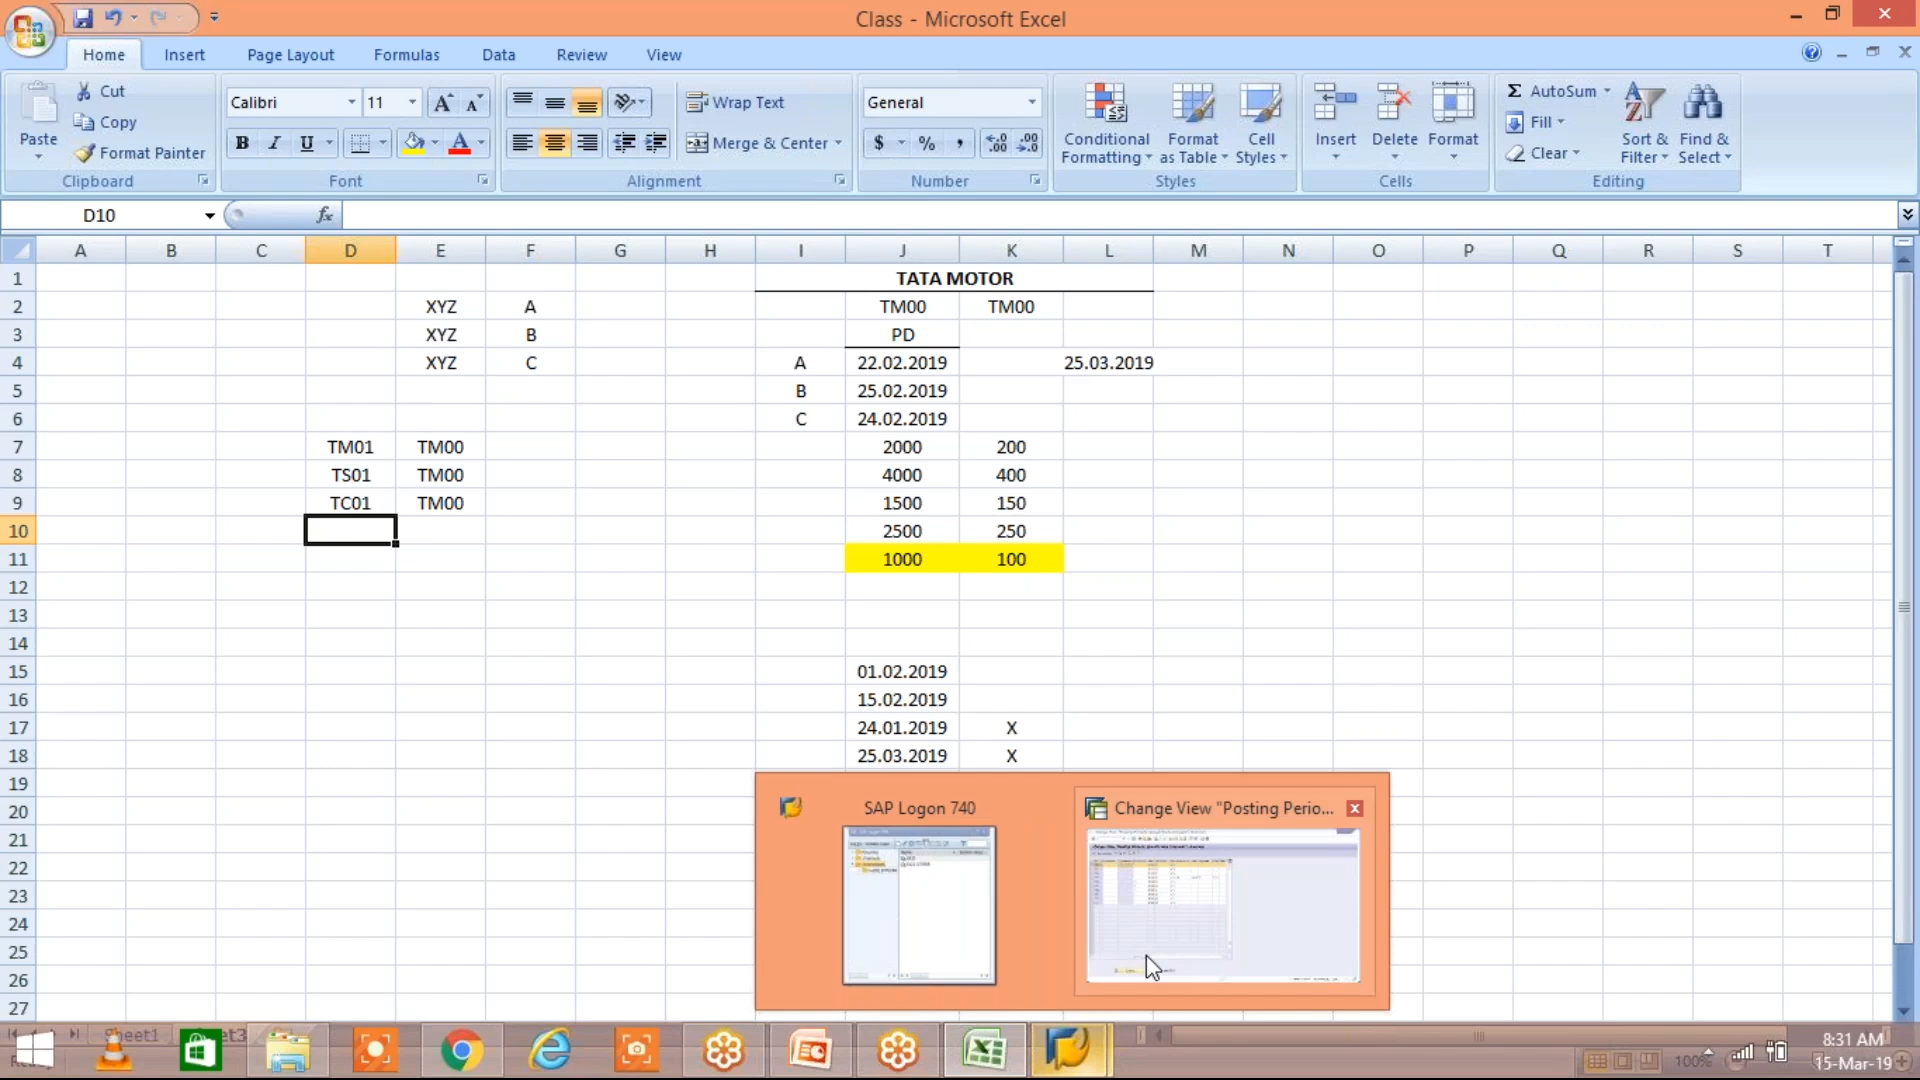 Class - Microsoft Excel
Home Insert Page Layout Formulas Data Review View
Paste Cut Copy Format Painter Clipboard
Calibri 11 B I U Font
Wrap Text Merge & Center Alignment
General $ % , Number
Conditional Formatting Format as Table Cell Styles Styles
Insert Delete Format Cells
Σ AutoSum Fill Clear Sort & Filter Find & Select Editing
D10 fx
A B C D E F G H I J K L M N O P Q R S T
1 TATA MOTOR
2 XYZ A TM00 TM00
3 XYZ B PD
4 XYZ C A 22.02.2019 25.03.2019
5 B 25.02.2019
6 C 24.02.2019
7 TM01 TM00 2000 200
8 TS01 TM00 4000 400
9 TC01 TM00 1500 150
10 2500 250
11 1000 100
12
13
14
15 01.02.2019
16 15.02.2019
17 24.01.2019 X
18 25.03.2019 X
19
20 SAP Logon 740 Change View "Posting Perio...
21
22
23
24
25
26
27
Sheet1
100%
8:31 AM
15-Mar-19